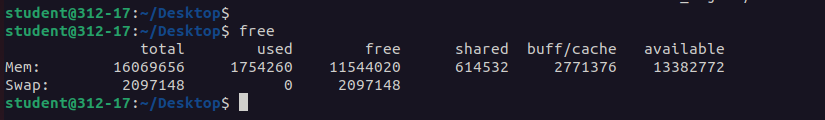 student@312-17:~/Desktop$
student@312-17:~/Desktop$ free
total used free shared buff/cache available
Mem: 16069656 1754260 11544020 614532 2771376 13382772
Swap: 2097148 0 2097148
student@312-17:~/Desktop$